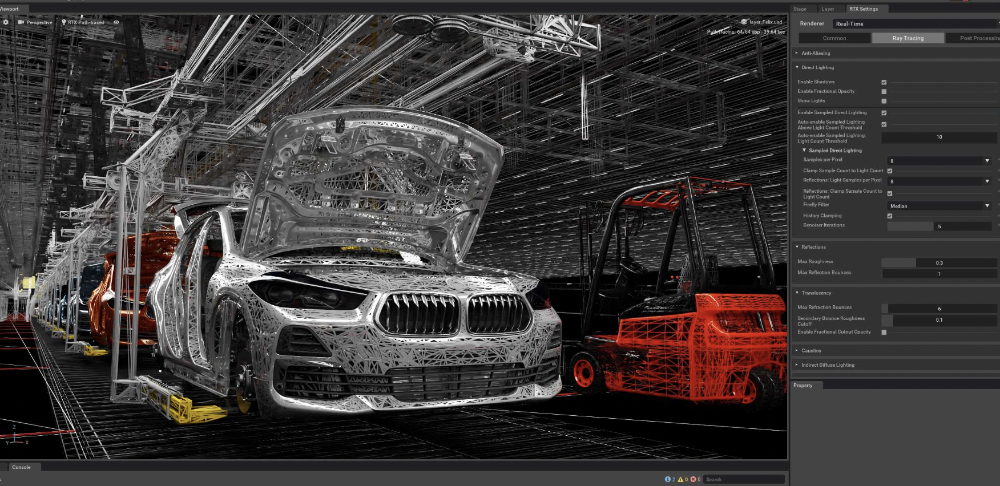 Viewport
Perspective
RTX Path-traced
layer_Felix.usd
PathTracing: 64/64 spp : 39.64 sec
Stage
Layer
RTX Settings
Renderer
Real-Time
Common
Ray Tracing
Post Processin
Anti-Aliasing
Direct Lighting
Enable Shadows
Enable Fractional Opacity
Show Lights
Enable Sampled Direct Lighting
Auto-enable Sampled Lighting
Above Light Count Threshold
Auto-enable Sampled Lighting:
Light Count Threshold
10
Sampled Direct Lighting
Samples per Pixel
8
Clamp Sample Count to Light Count
Reflections: Light Samples per Pixel
8
Reflections: Clamp Sample Count to
Light Count
Firefly Filter
Median
History Clamping
Denoiser Iterations
5
Reflections
Max Roughness
0.3
Max Reflection Bounces
1
Translucency
Max Refraction Bounces
6
Secondary Bounce Roughness
Cutoff
0.1
Enable Fractional Cutout Opacity
Caustics
Indirect Diffuse Lighting
Property
Z
Y
X
Console
2
0
0
Search